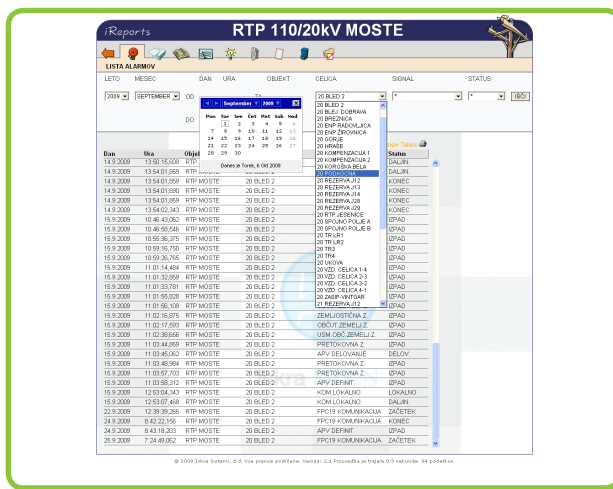 iReports
RTP 110/20kV MOSTE
LISTA ALARMOV
LETO MESEC DAN URA OBJEKT CELICA SIGNAL STATUS
2009 SEPTEMBER OD 20 BLED 2 * * IŠČI
DO
September 2009
Pon Tor Sre Čet Pet Sob Ned
1 2 3 4 5 6
7 8 9 10 11 12 13
14 15 16 17 18 19 20
21 22 23 24 25 26 27
28 29 30
Danes je Torek, 6 Okt 2009
20 BLED 2
20 BLEJ. DOBRAVA
20 BREZNICA
20 ENP RADOVLJICA
20 ENP ŽIROVNICA
20 GORJE
20 HRAŠE
20 KOMPENZACIJA 1
20 KOMPENZACIJA 2
20 KOROŠKA BELA
20 PODKOČNA
20 REZERVA J12
20 REZERVA J13
20 REZERVA J14
20 REZERVA J28
20 REZERVA J29
20 RTP JESENICE
20 SPOJNO POLJE A
20 SPOJNO POLJE B
20 TR LR1
20 TR LR2
20 TR3
20 TR4
20 UKOVA
20 VZD. CELICA 1-4
20 VZD. CELICA 2-3
20 VZD. CELICA 3-2
20 VZD. CELICA 4-1
20 ZASIP-VINTGAR
21 REZERVA J12
Tabelo
Dan Ura Status
14.9.2009 13:50:15,609 RTP DALJIN.
14.9.2009 13:54:01,859 RTP MOSTE 20 BLED 2 DALJIN.
14.9.2009 13:54:01,859 RTP MOSTE 20 BLED 2 KONEC
14.9.2009 13:54:01,890 RTP MOSTE 20 BLED 2 KONEC
14.9.2009 13:54:01,859 RTP MOSTE 20 BLED 2 KONEC
14.9.2009 13:54:02,343 RTP MOSTE 20 BLED 2 KONEC
15.9.2009 10:46:43,062 RTP MOSTE 20 BLED 2 IZPAD
15.9.2009 10:46:58,546 RTP MOSTE 20 BLED 2 IZPAD
15.9.2009 10:55:36,375 RTP MOSTE 20 BLED 2 IZPAD
15.9.2009 10:59:16,750 RTP MOSTE 20 BLED 2 IZPAD
15.9.2009 10:59:26,765 RTP MOSTE 20 BLED 2 IZPAD
15.9.2009 11:01:14,484 RTP MOSTE 20 BLED 2 IZPAD
15.9.2009 11:01:32,859 RTP MOSTE 20 BLED 2 IZPAD
15.9.2009 11:01:33,781 RTP MOSTE 20 BLED 2 IZPAD
15.9.2009 11:01:55,828 RTP MOSTE 20 BLED 2 IZPAD
15.9.2009 11:01:56,109 RTP MOSTE 20 BLED 2 IZPAD
15.9.2009 11:02:16,875 RTP MOSTE 20 BLED 2 ZEMLJOSTIČNA Z. IZPAD
15.9.2009 11:02:17,593 RTP MOSTE 20 BLED 2 OBČUT.ZEMELJ.Z. IZPAD
15.9.2009 11:02:38,656 RTP MOSTE 20 BLED 2 USM.OBČ.ZEMELJ.Z. IZPAD
15.9.2009 11:03:44,859 RTP MOSTE 20 BLED 2 PRETOKOVNA Z. IZPAD
15.9.2009 11:03:45,062 RTP MOSTE 20 BLED 2 APV DELOVANJE DELOV.
15.9.2009 11:03:48,984 RTP MOSTE 20 BLED 2 PRETOKOVNA Z. IZPAD
15.9.2009 11:03:57,703 RTP MOSTE 20 BLED 2 PRETOKOVNA Z. IZPAD
15.9.2009 11:03:58,312 RTP MOSTE 20 BLED 2 APV DEFINIT. IZPAD
15.9.2009 12:53:04,343 RTP MOSTE 20 BLED 2 KOM.LOKALNO LOKALNO
15.9.2009 12:53:07,468 RTP MOSTE 20 BLED 2 KOM.LOKALNO DALJIN.
22.9.2009 12:39:39,265 RTP MOSTE 20 BLED 2 FPC19 KOMUNIKACIJA ZAČETEK
24.9.2009 8:42:22,156 RTP MOSTE 20 BLED 2 FPC19 KOMUNIKACIJA KONEC
24.9.2009 8:43:18,203 RTP MOSTE 20 BLED 2 APV DEFINIT. IZPAD
26.9.2009 7:24:49,062 RTP MOSTE 20 BLED 2 FPC19 KOMUNIKACIJA ZAČETEK
© 2008 Iskra Sistemi, d.d. Vse pravice pridržane. Verzija: 2.1 Poizvedba je trajala 0.9 sekunde. 84 podatkov.